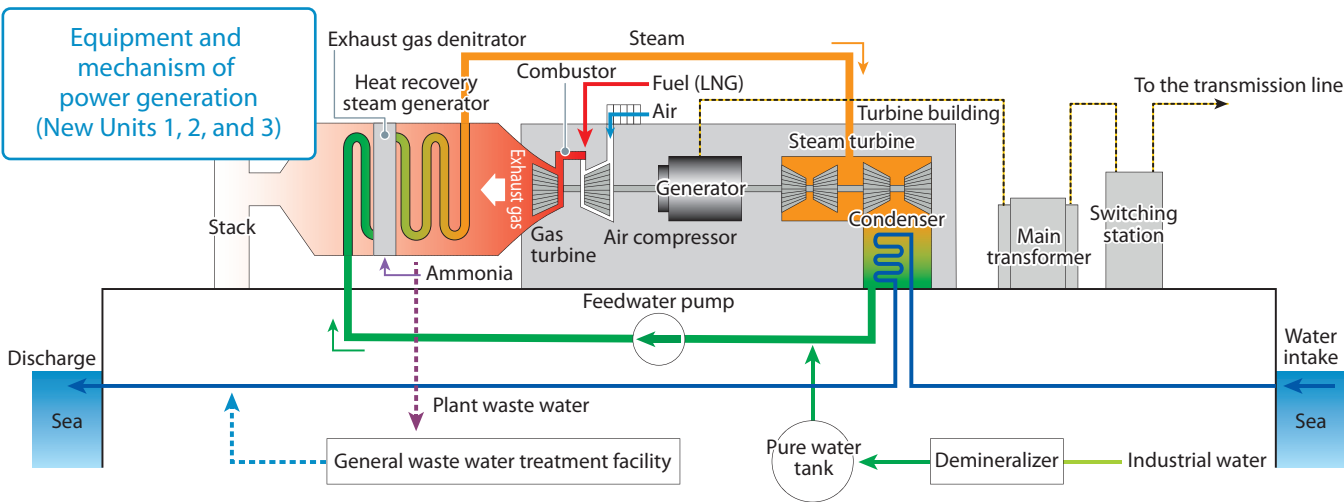 Equipment and
mechanism of
power generation
(New Units 1, 2, and 3)
Exhaust gas denitrator
Steam
Heat recovery
steam generator
Combustor
Fuel (LNG)
Air
To the transmission line
Turbine building
Steam turbine
Exhaust gas
Generator
Stack
Gas
turbine
Air compressor
Condenser
Main
transformer
Switching
station
Ammonia
Feedwater pump
Discharge
Water
intake
Sea
Sea
Plant waste water
General waste water treatment facility
Pure water
tank
Demineralizer
Industrial water